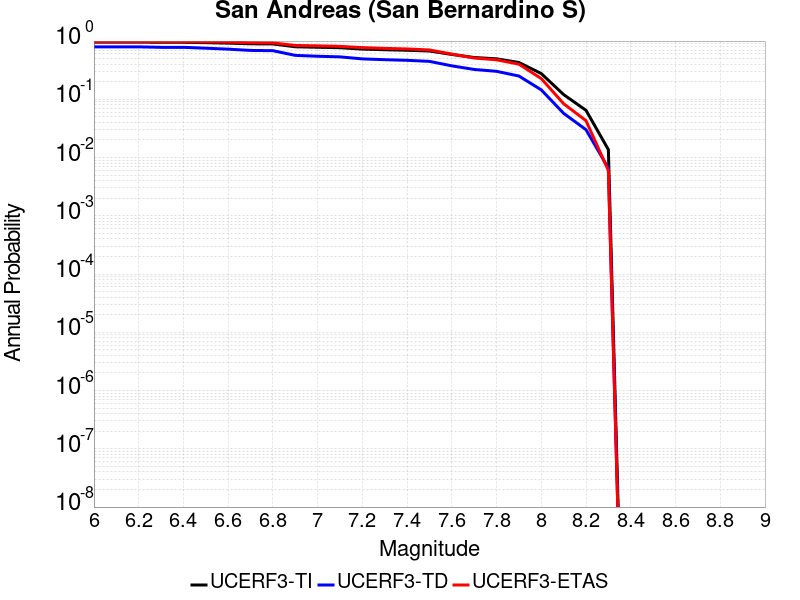 San Andreas (San Bernardino S)
Annual Probability
10^0
10^-1
10^-2
10^-3
10^-4
10^-5
10^-6
10^-7
10^-8
6 6.2 6.4 6.6 6.8 7 7.2 7.4 7.6 7.8 8 8.2 8.4 8.6 8.8 9
Magnitude
UCERF3-TI UCERF3-TD UCERF3-ETAS